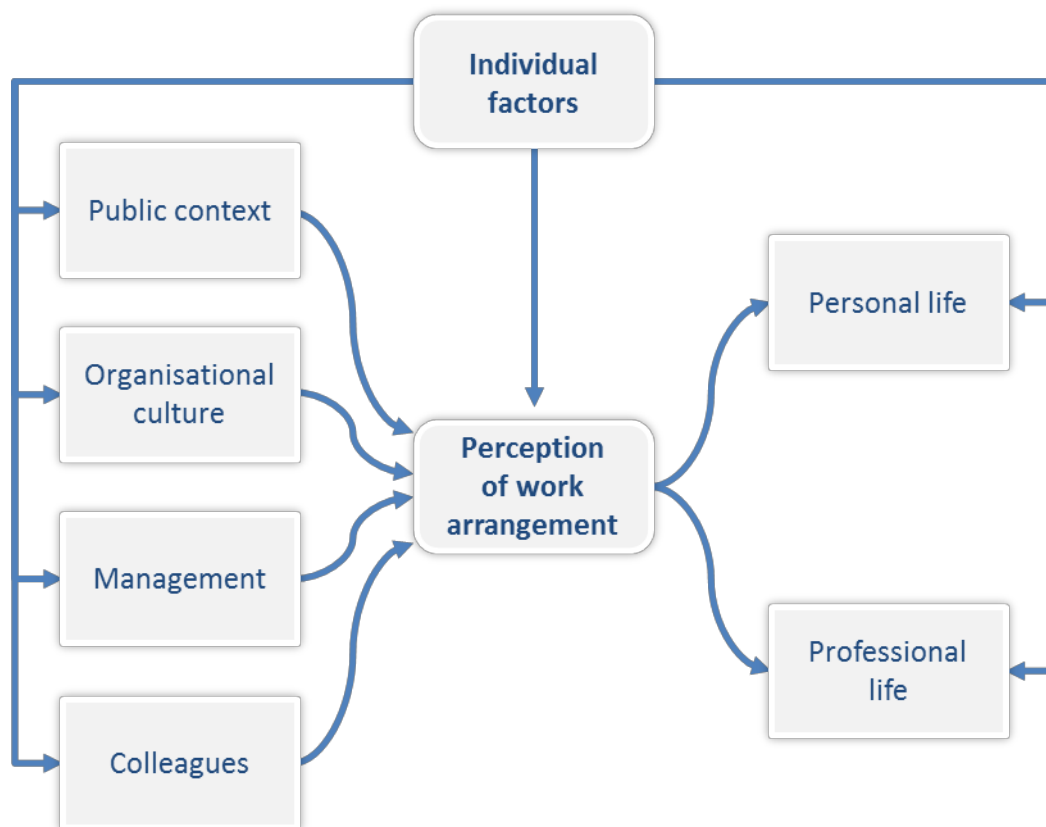 Individual
factors
Public context
Organisational
culture
Management
Colleagues
Perception
of work
arrangement
Personal life
Professional
life